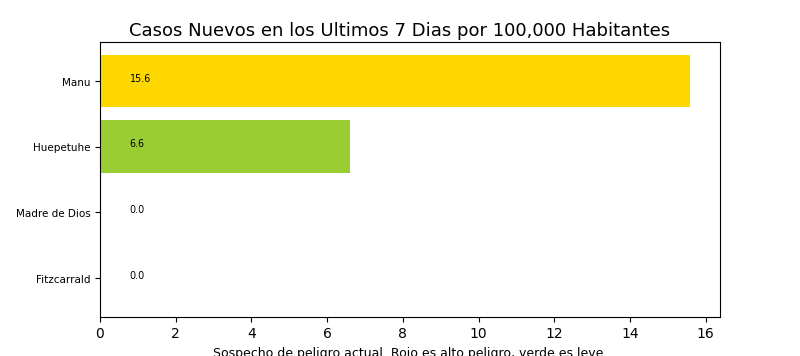 Casos Nuevos en los Ultimos 7 Dias por 100,000 Habitantes
Manu 15.6
Huepetuhe 6.6
Madre de Dios 0.0
Fitzcarrald 0.0
0 2 4 6 8 10 12 14 16
Sospecho de peligro actual. Rojo es alto peligro, verde es leve